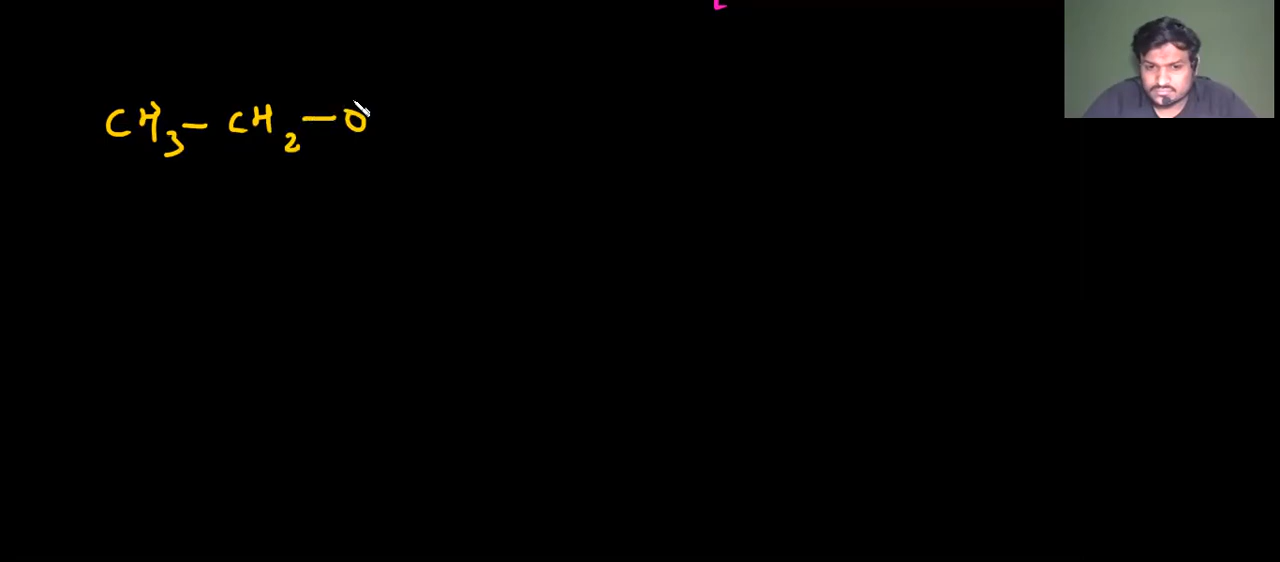 CH₃ – CH₂ – O